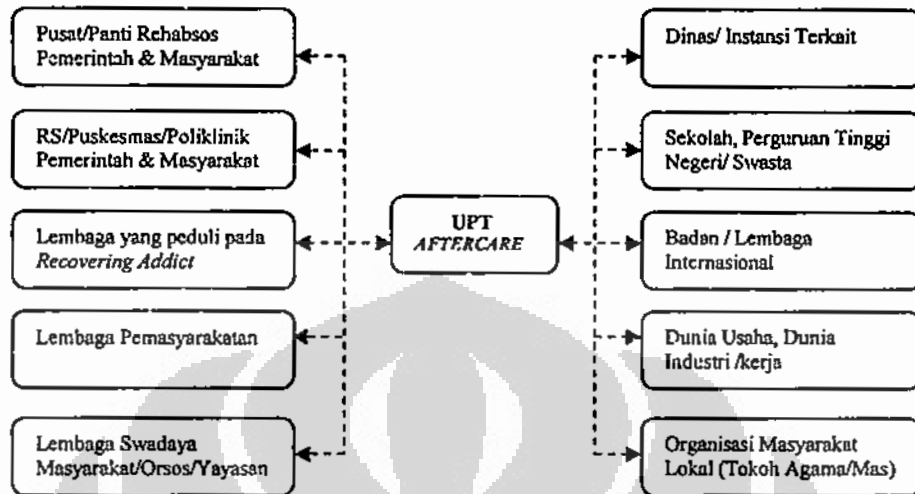 Pusat/Panti Rehabsos
Pemerintah & Masyarakat
RS/Puskesmas/Poliklinik
Pemerintah & Masyarakat
Lembaga yang peduli pada
Recovering Addict
Lembaga Pemasyarakatan
Lembaga Swadaya
Masyarakat/Orsos/Yayasan
UPT
AFTERCARE
Dinas/ Instansi Terkait
Sekolah, Perguruan Tinggi
Negeri/ Swasta
Badan / Lembaga
Internasional
Dunia Usaha, Dunia
Industri /kerja
Organisasi Masyarakat
Lokal (Tokoh Agama/Mas)